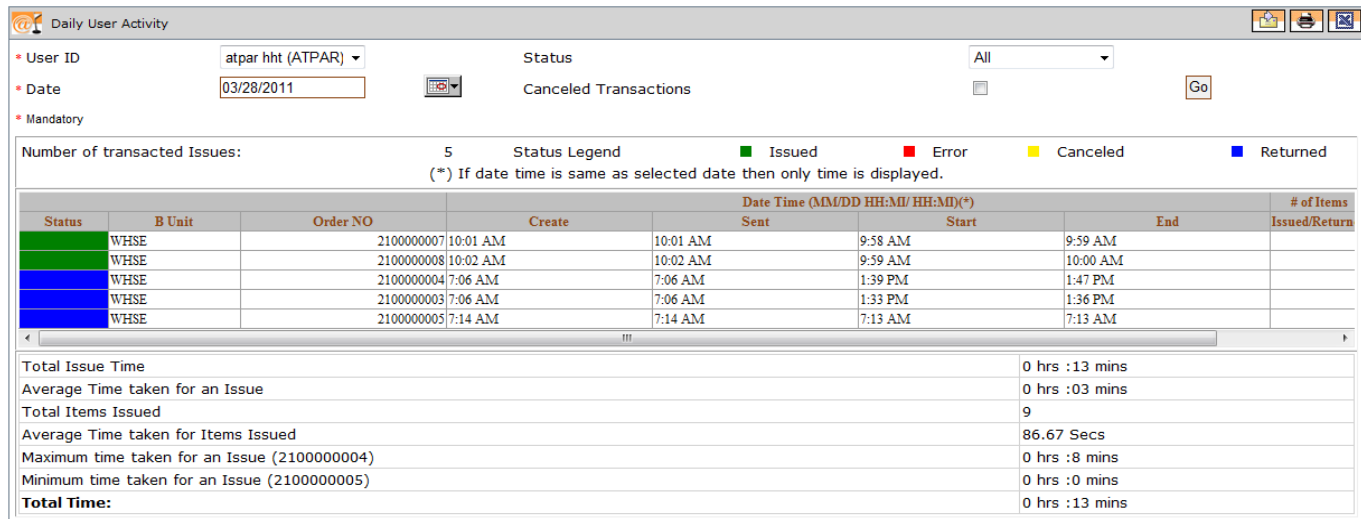 Daily User Activity
* User ID atpar hht (ATPAR) Status All
* Date 03/28/2011 Canceled Transactions Go
* Mandatory
Number of transacted Issues: 5 Status Legend Issued Error Canceled Returned
(*) If date time is same as selected date then only time is displayed.
Date Time (MM/DD HH:MI/ HH:MI)(*) # of Items
Status B Unit Order NO Create Sent Start End Issued/Return
WHSE 2100000007 10:01 AM 10:01 AM 9:58 AM 9:59 AM
WHSE 2100000008 10:02 AM 10:02 AM 9:59 AM 10:00 AM
WHSE 2100000004 7:06 AM 7:06 AM 1:39 PM 1:47 PM
WHSE 2100000003 7:06 AM 7:06 AM 1:33 PM 1:36 PM
WHSE 2100000005 7:14 AM 7:14 AM 7:13 AM 7:13 AM
Total Issue Time 0 hrs :13 mins
Average Time taken for an Issue 0 hrs :03 mins
Total Items Issued 9
Average Time taken for Items Issued 86.67 Secs
Maximum time taken for an Issue (2100000004) 0 hrs :8 mins
Minimum time taken for an Issue (2100000005) 0 hrs :0 mins
Total Time: 0 hrs :13 mins